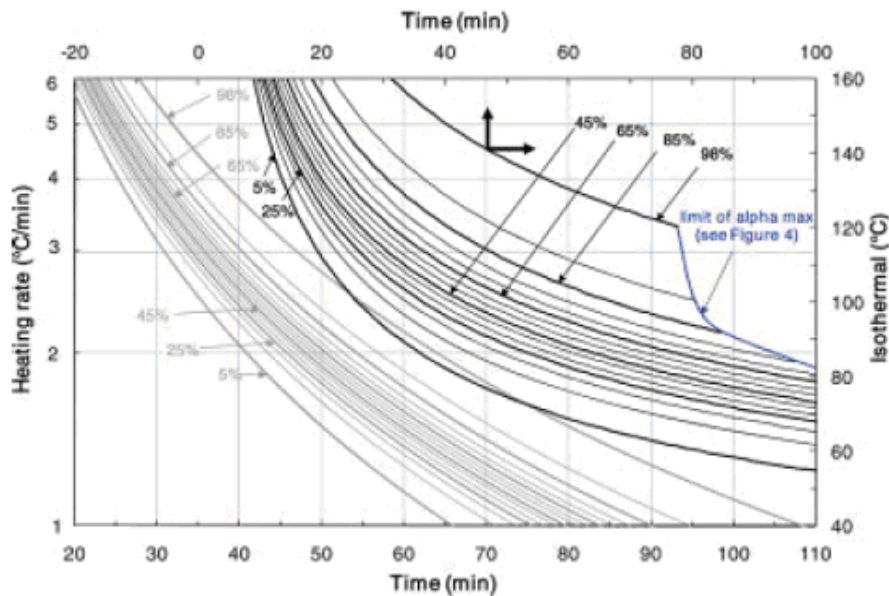 Time (min)
-20 0 20 40 60 80 100
6 160
98%
5 45%
85% 65% 140
65% 85%
4 5% 98%
25% limit of alpha max
120
(see Figure 4)
3
Heating rate (°C/min)
Isothermal (°C)
100
45%
2 25%
80
5%
60
1 40
20 30 40 50 60 70 80 90 100 110
Time (min)